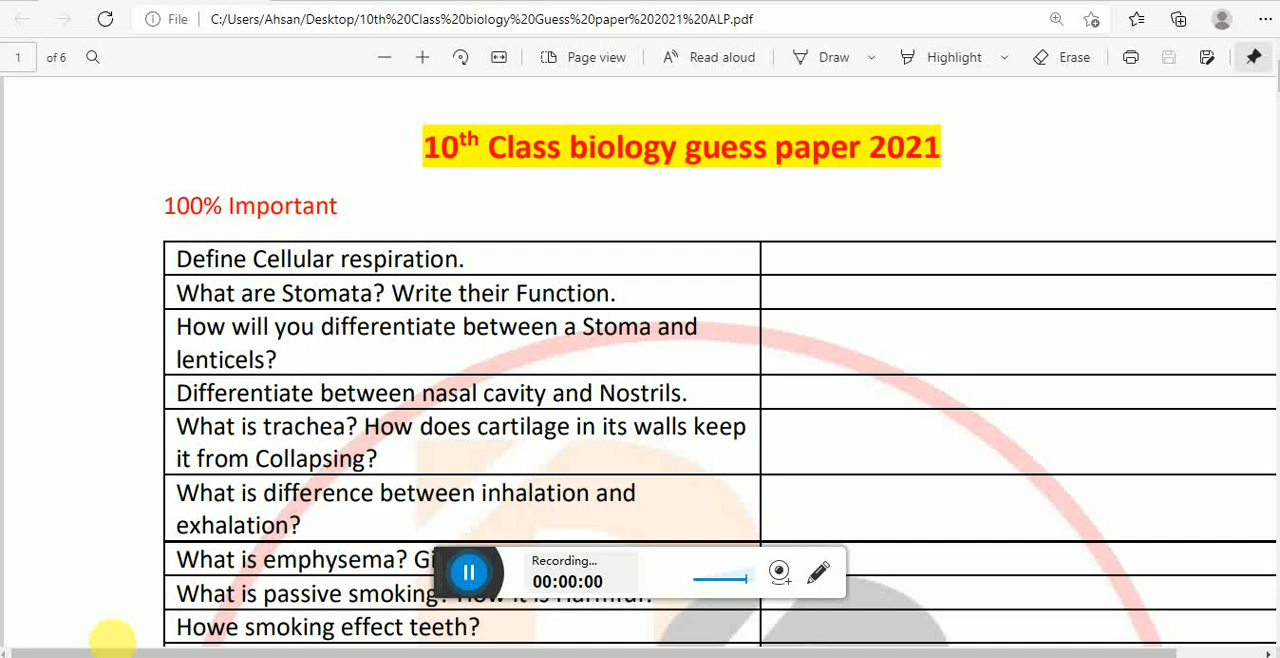 File C:/Users/Ahsan/Desktop/10th%20Class%20biology%20Guess%20paper%202021%20ALP.pdf
1 of 6 Page view Read aloud Draw Highlight Erase
10th Class biology guess paper 2021
100% Important
Define Cellular respiration.
What are Stomata? Write their Function.
How will you differentiate between a Stoma and
lenticels?
Differentiate between nasal cavity and Nostrils.
What is trachea? How does cartilage in its walls keep
it from Collapsing?
What is difference between inhalation and
exhalation?
What is emphysema?
Recording...
00:00:00
What is passive smoking? How it is Harmful?
Howe smoking effect teeth?